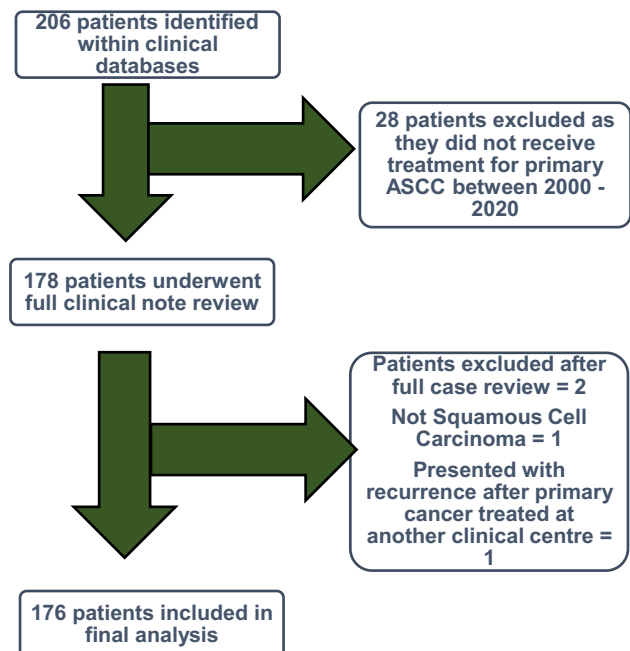 206 patients identified
within clinical
databases
28 patients excluded as
they did not receive
treatment for primary
ASCC between 2000 -
2020
178 patients underwent
full clinical note review
Patients excluded after
full case review = 2
Not Squamous Cell
Carcinoma = 1
Presented with
recurrence after primary
cancer treated at
another clinical centre =
1
176 patients included in
final analysis